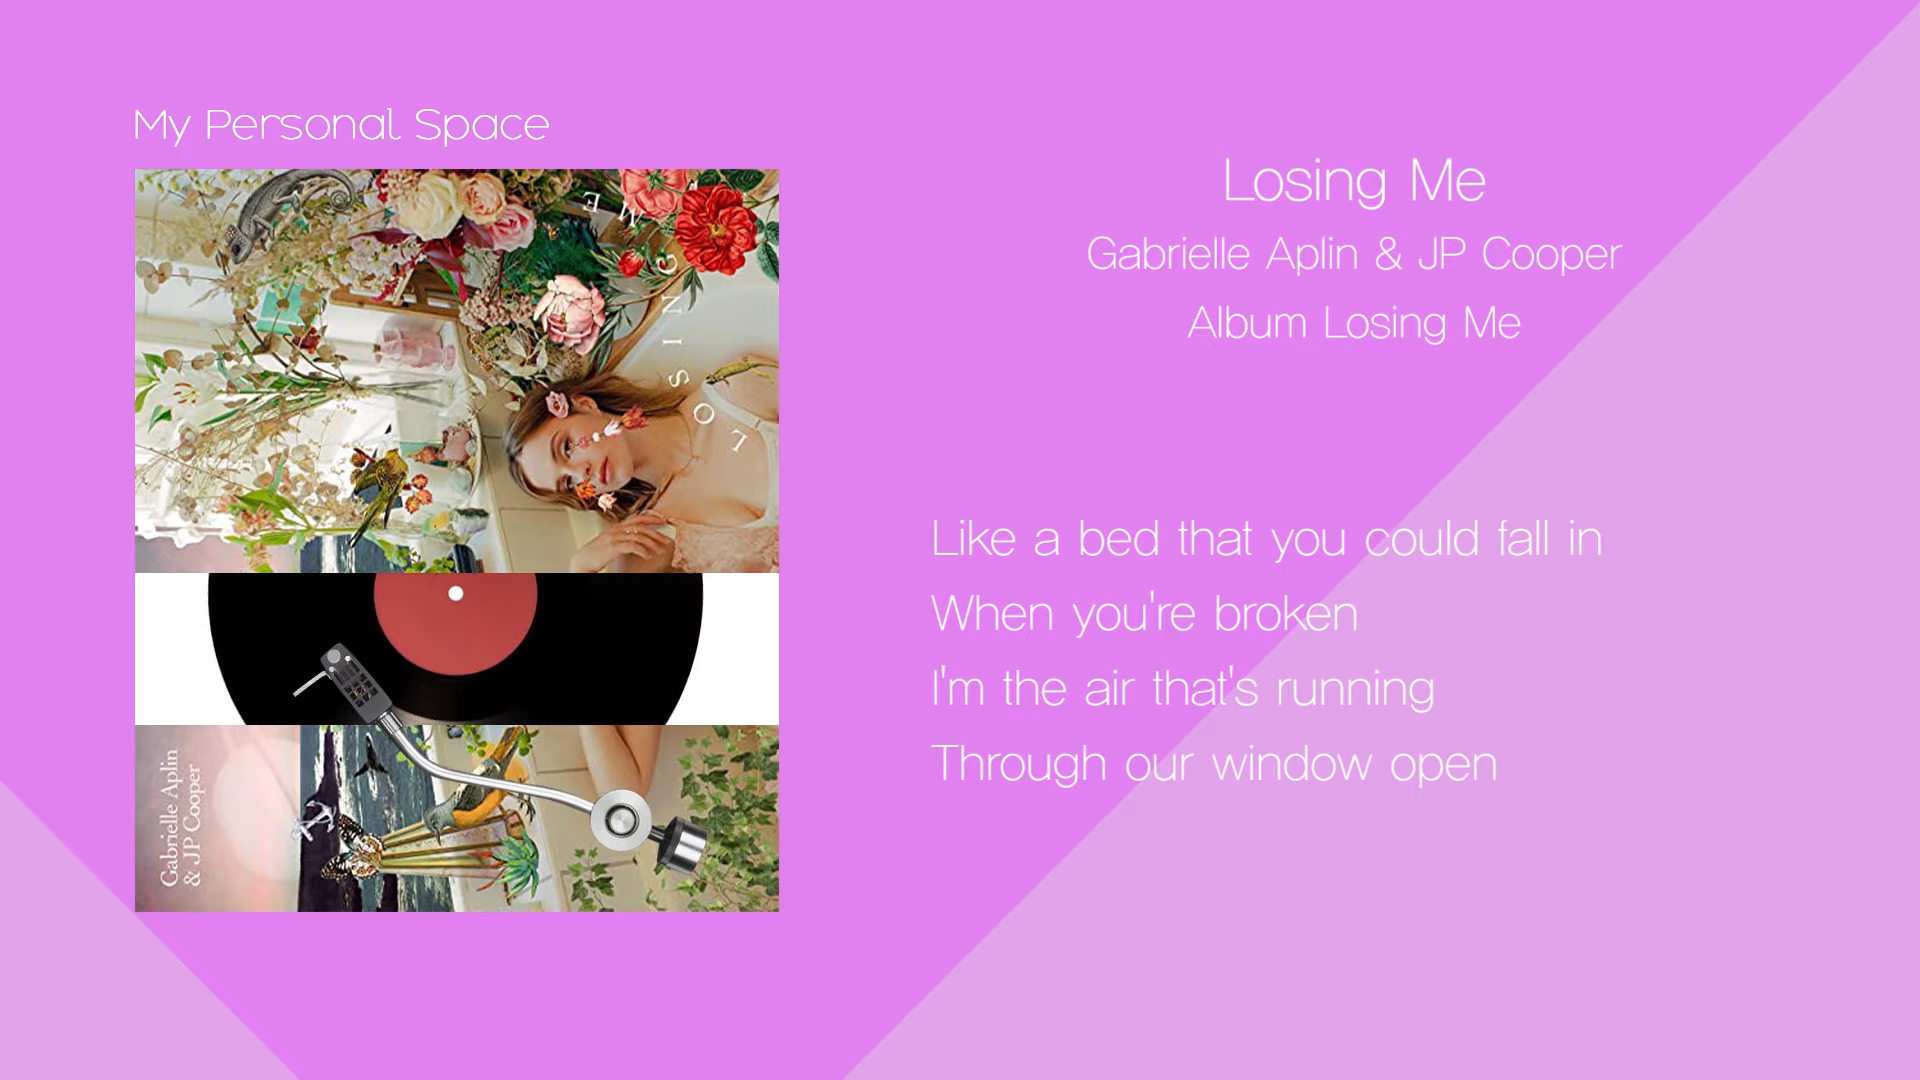 My Personal Space
LOSING ME
Gabrielle Aplin
& JP Cooper
Losing Me
Gabrielle Aplin & JP Cooper
Album Losing Me
Like a bed that you could fall in
When you're broken
I'm the air that's running
Through our window open